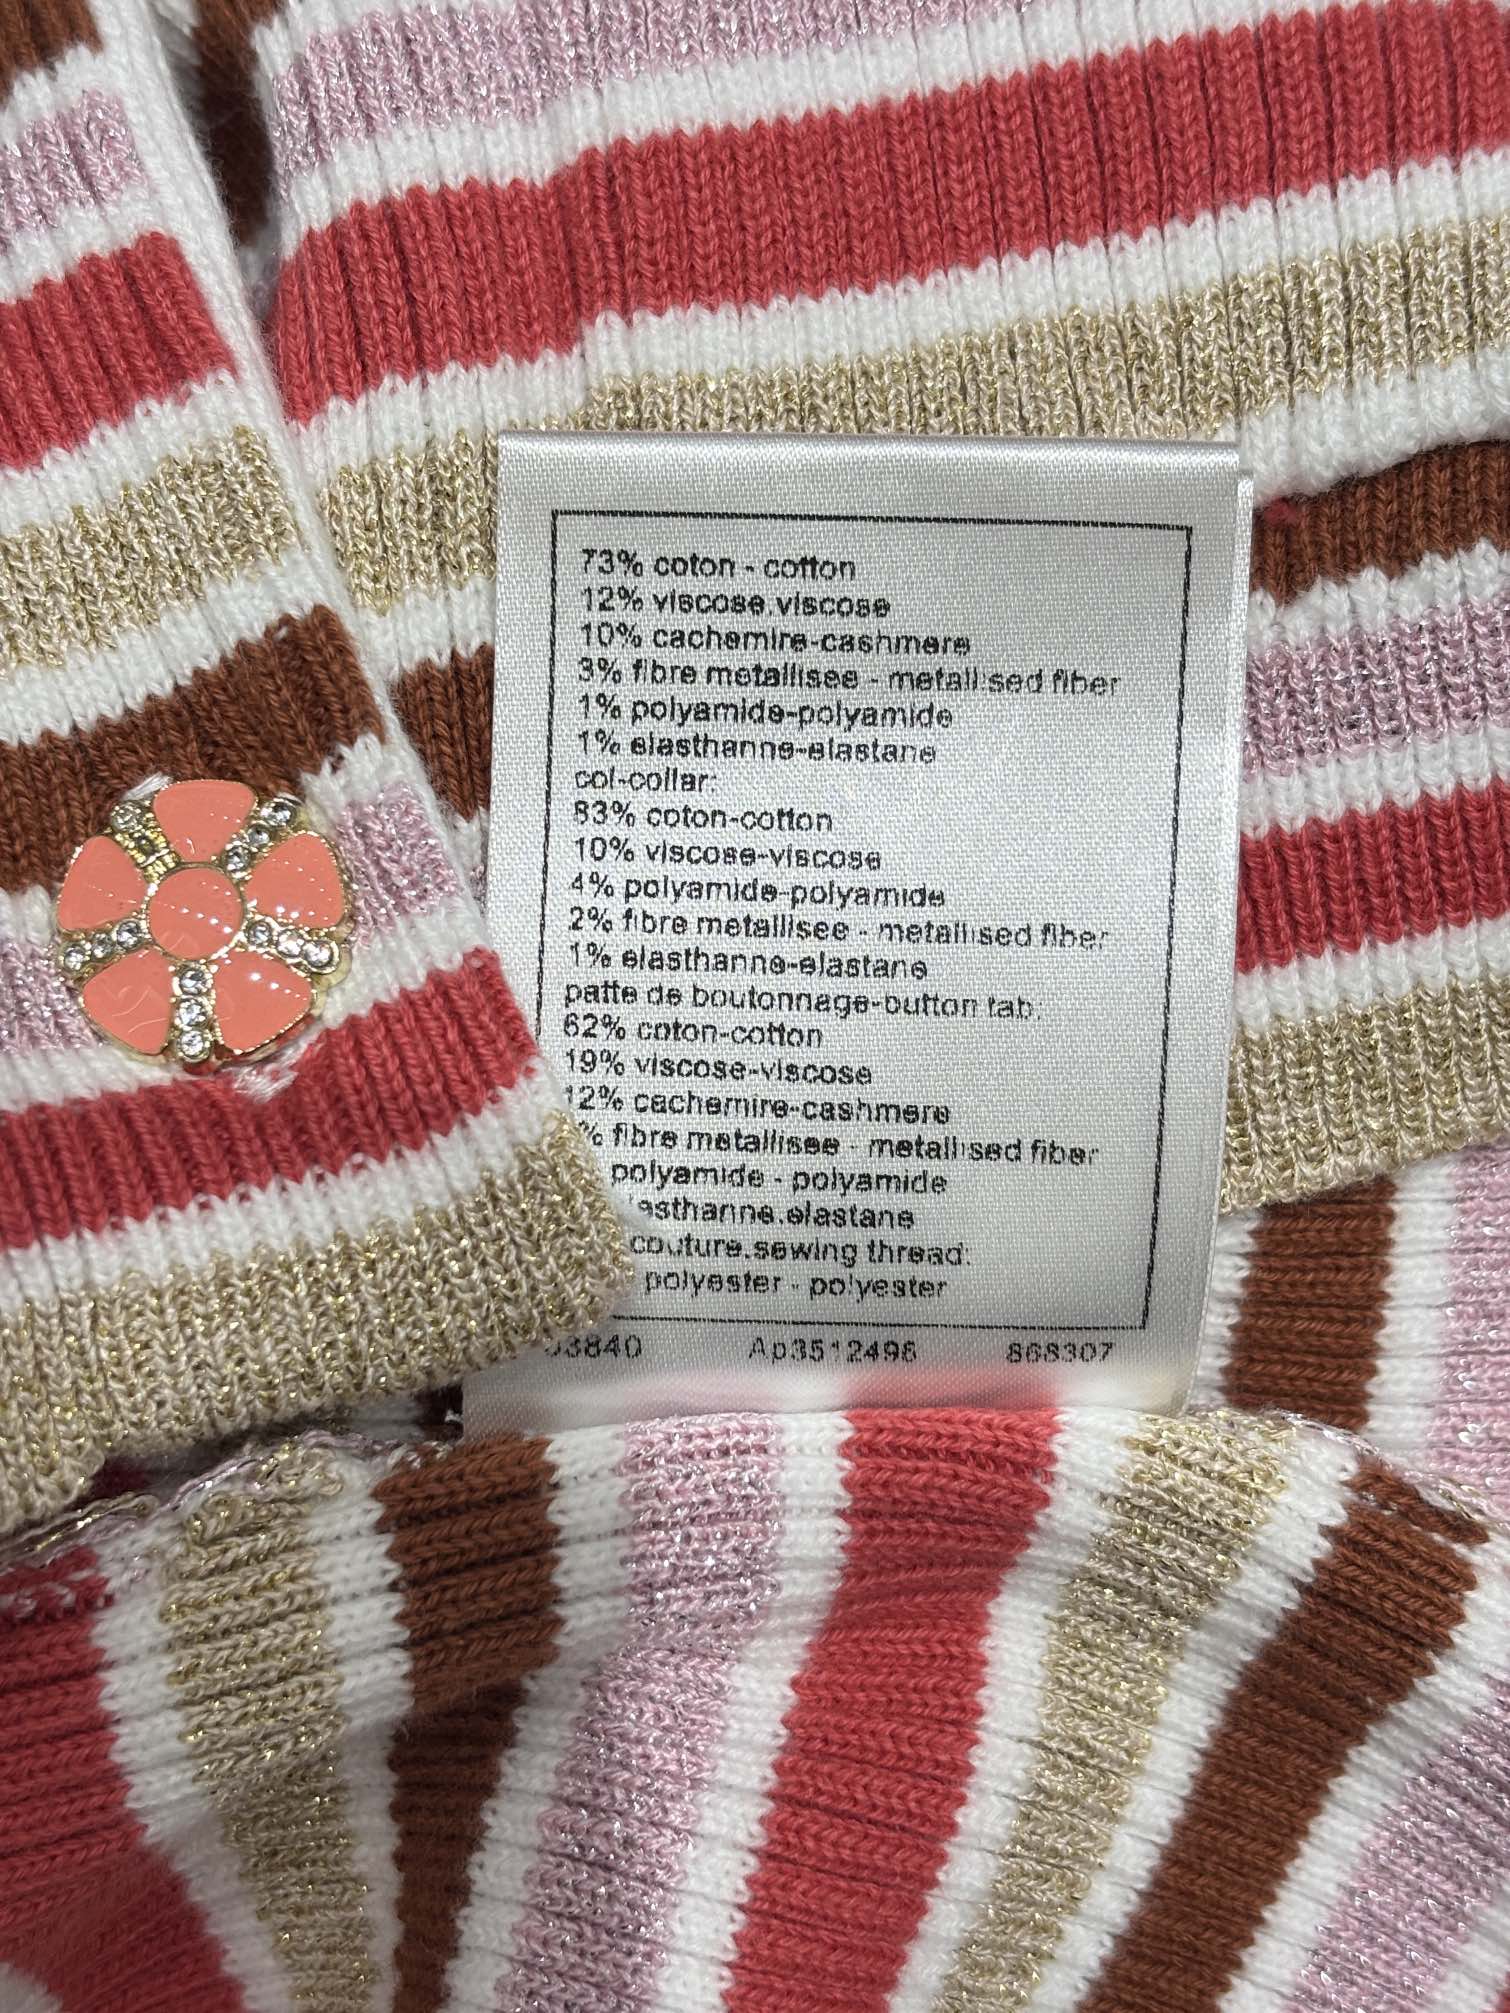 73% coton - cotton
12% viscose.viscose
10% cachemire-cashmere
3% fibre metallisee - metallised fiber
1% polyamide-polyamide
1% elasthanne-elastane
col-collar:
83% coton-cotton
10% viscose-viscose
4% polyamide-polyamide
2% fibre metallisee - metallised fiber
1% elasthanne-elastane
patte de boutonnage-button tab:
62% coton-cotton
19% viscose-viscose
12% cachemire-cashmere
% fibre metallisee - metallised fiber
polyamide - polyamide
asthanne.elastane
couture.sewing thread:
polyester - polyester
3840 Ap3512496 868307